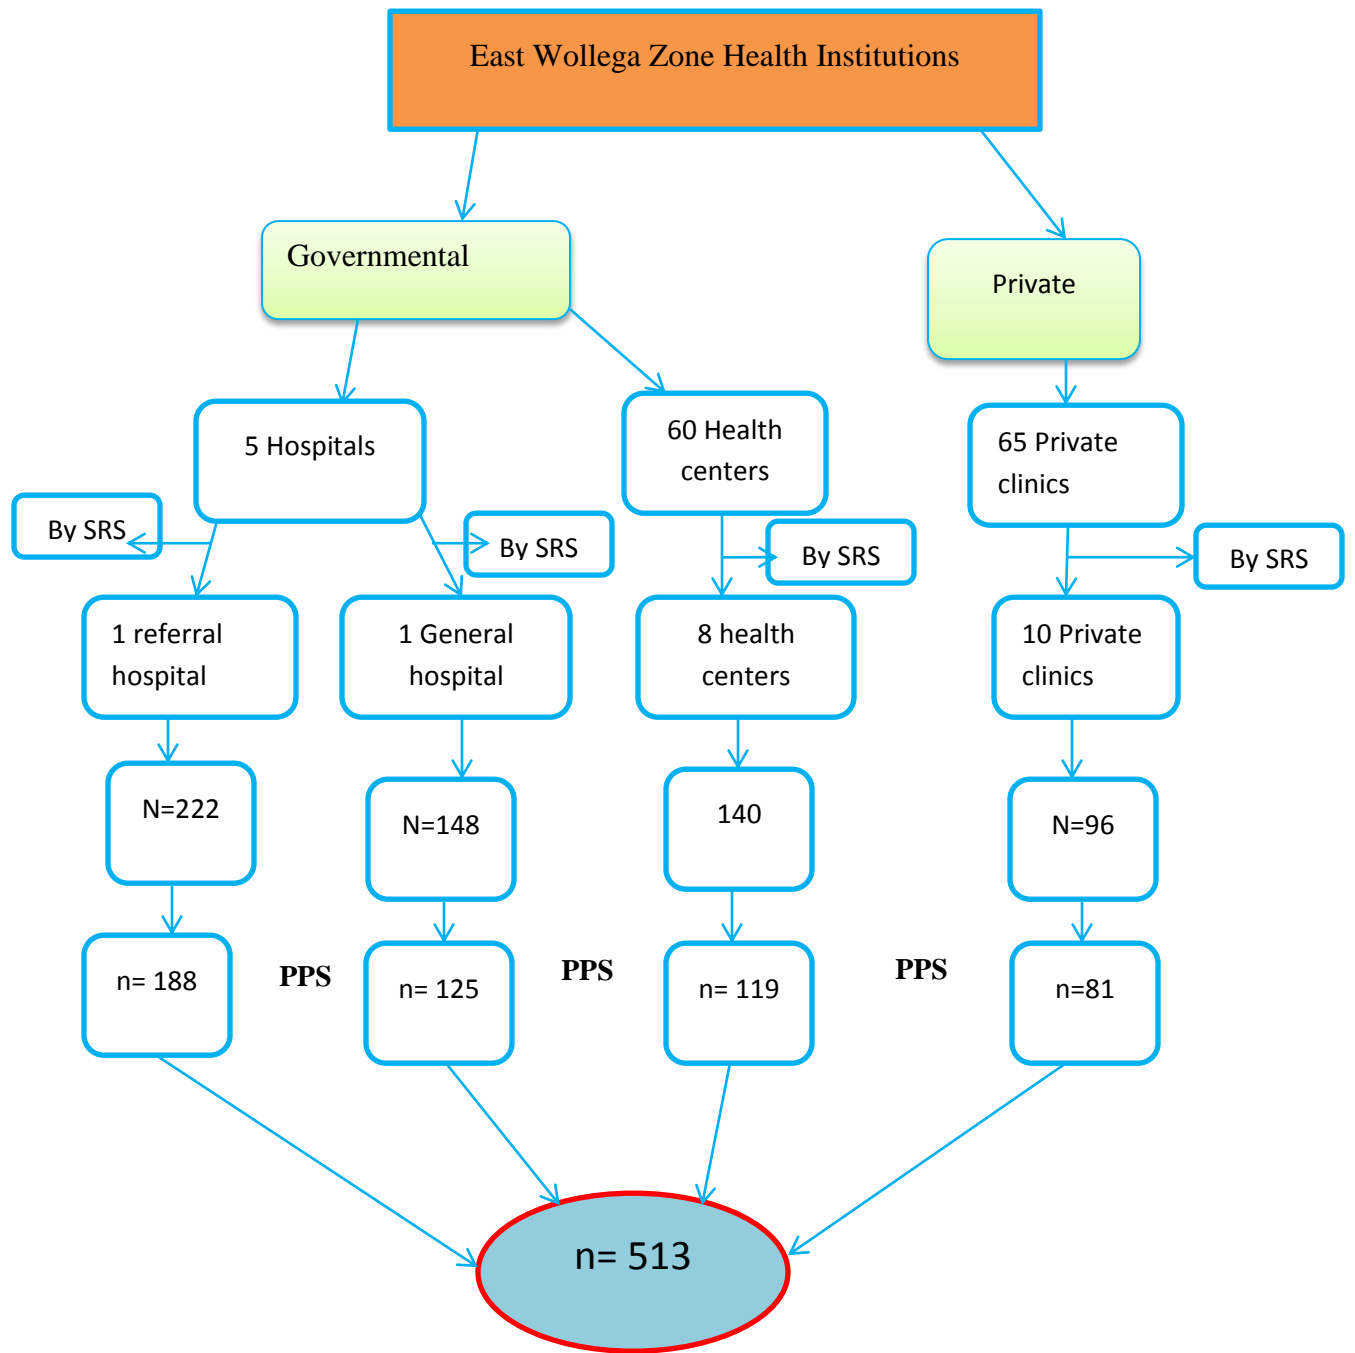 East Wollega Zone Health Institutions
Governmental
Private
5 Hospitals
60 Health
centers
65 Private
clinics
By SRS
By SRS
By SRS
By SRS
1 referral
hospital
1 General
hospital
8 health
centers
10 Private
clinics
N=222
N=148
140
N=96
n= 188
PPS
n= 125
PPS
n= 119
PPS
n=81
n= 513